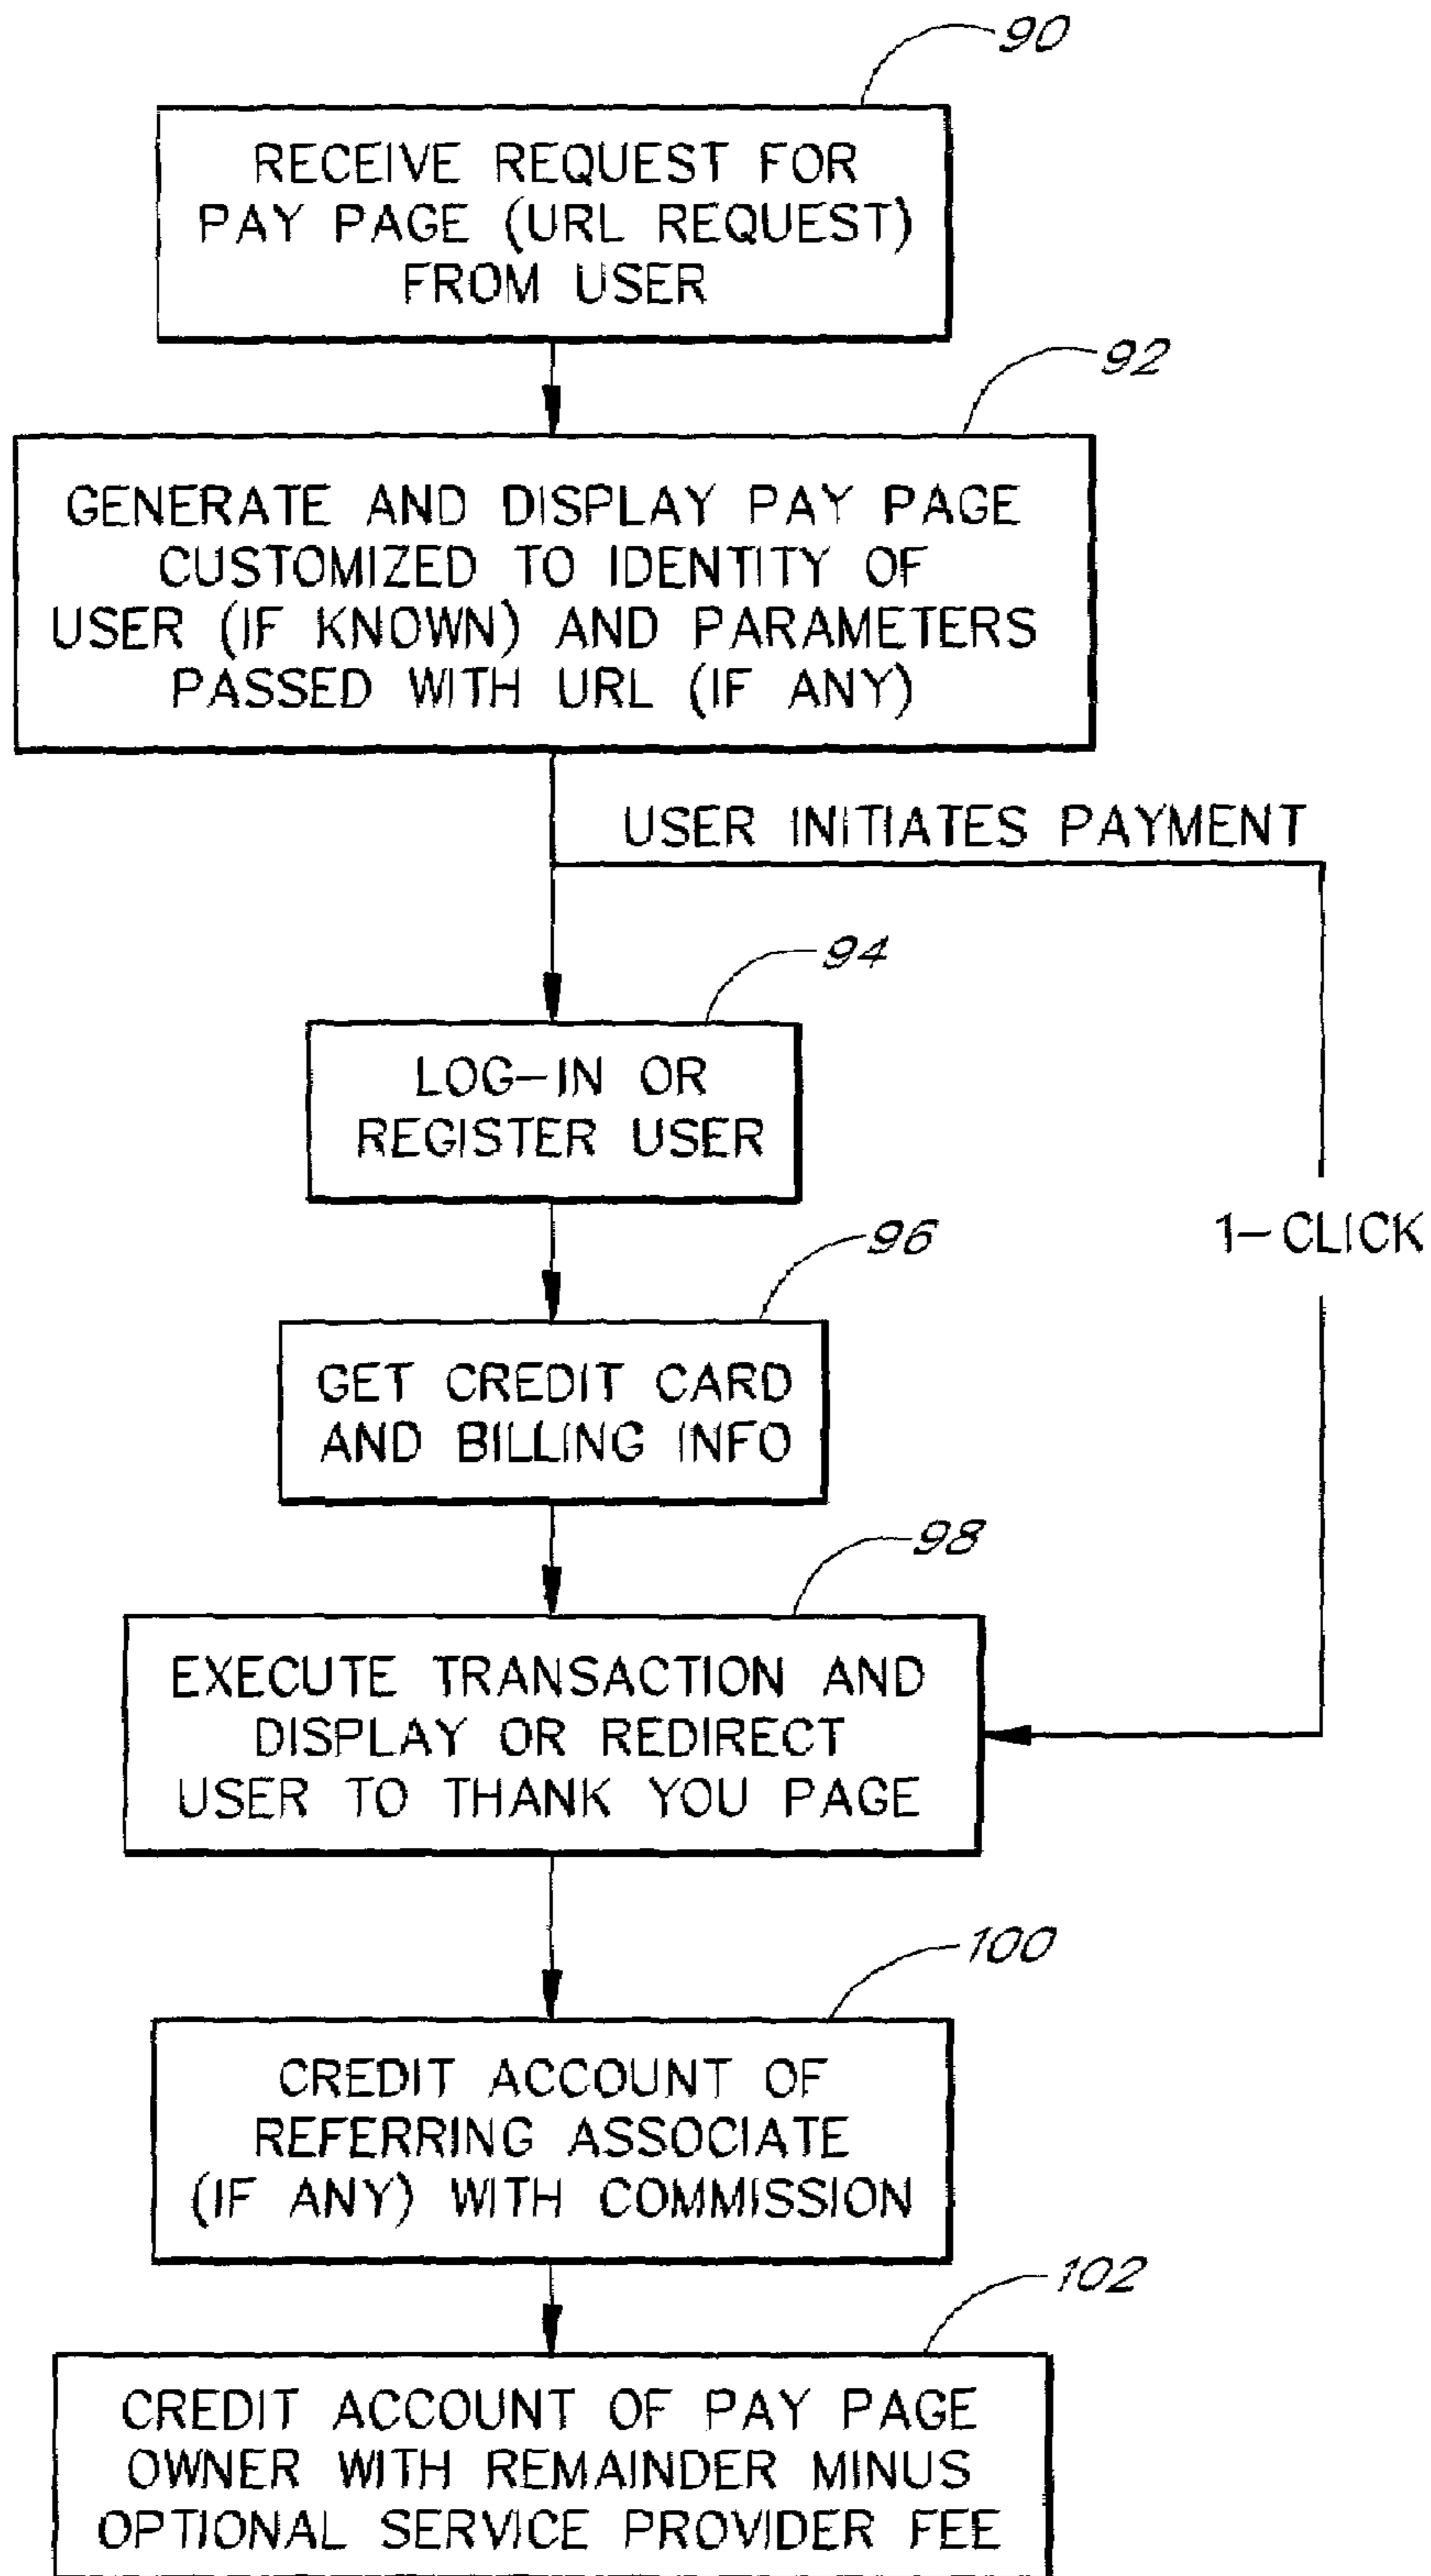 90
RECEIVE REQUEST FOR
PAY PAGE (URL REQUEST)
FROM USER
92
GENERATE AND DISPLAY PAY PAGE
CUSTOMIZED TO IDENTITY OF
USER (IF KNOWN) AND PARAMETERS
PASSED WITH URL (IF ANY)
USER INITIATES PAYMENT
94
LOG-IN OR
REGISTER USER
96
1-CLICK
GET CREDIT CARD
AND BILLING INFO
98
EXECUTE TRANSACTION AND
DISPLAY OR REDIRECT
USER TO THANK YOU PAGE
100
CREDIT ACCOUNT OF
REFERRING ASSOCIATE
(IF ANY) WITH COMMISSION
102
CREDIT ACCOUNT OF PAY PAGE
OWNER WITH REMAINDER MINUS
OPTIONAL SERVICE PROVIDER FEE